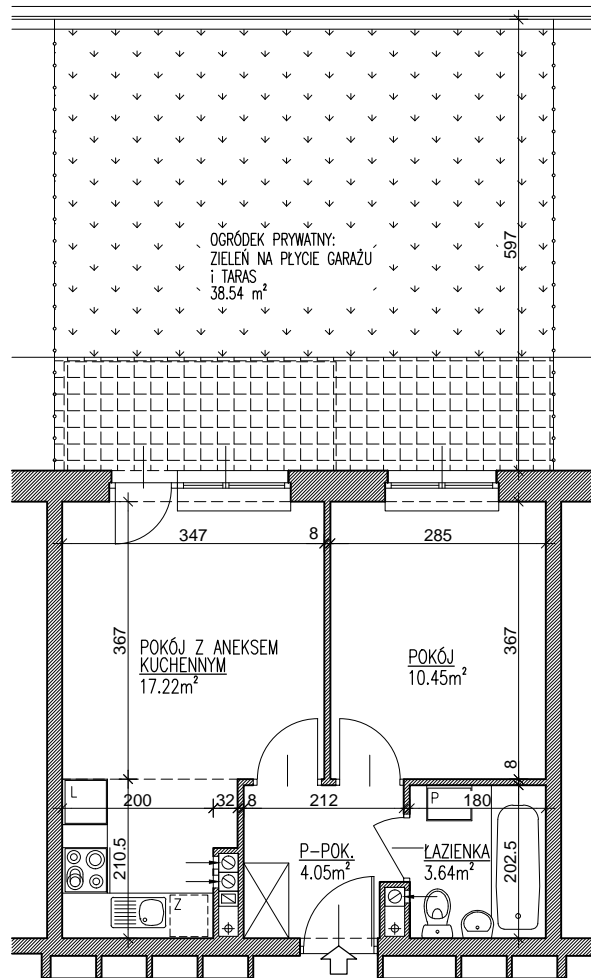 OGRÓDEK PRYWATNY:
ZIELEŃ NA PŁYCIE GARAŻU
i TARAS
38.54 m²
597
347
8
285
367
POKÓJ Z ANEKSEM
KUCHENNYM
17.22m²
POKÓJ
10.45m²
367
8
L
200
32
8
212
P
180
210.5
P-POK.
4.05m²
ŁAZIENKA
3.64m²
202.5
Z